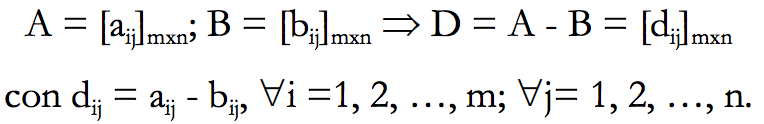 A = [aij]mxn; B = [bij]mxn ⇒ D = A - B = [dij]mxn
con dij = aij - bij, ∀i =1, 2, …, m; ∀j= 1, 2, …, n.